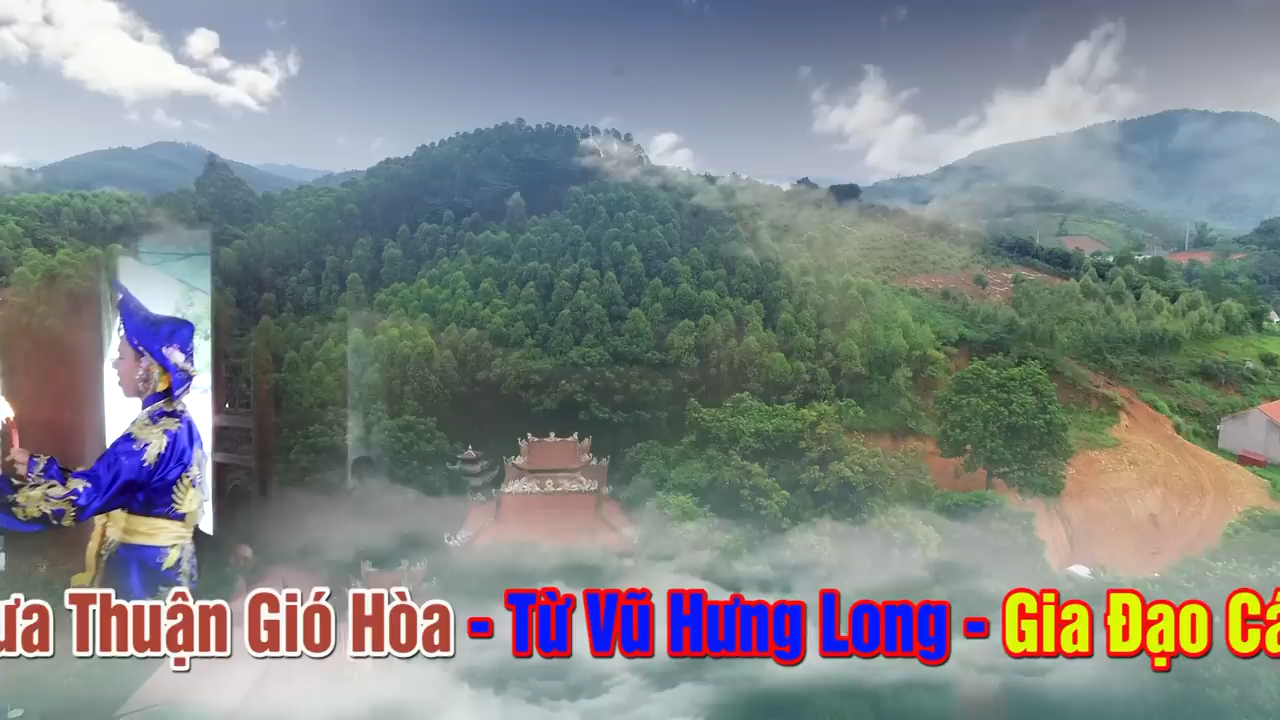 ưa Thuận Gió Hòa - Từ Vũ Hưng Long - Gia Đạo Cá